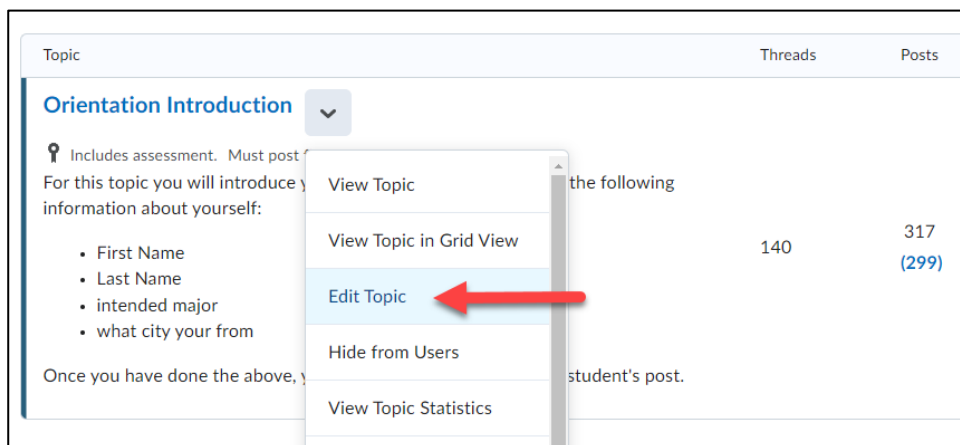 Topic Threads Posts
Orientation Introduction
Includes assessment. Must post
For this topic you will introduce the following
information about yourself:
• First Name
• Last Name
• intended major
• what city your from
140
317
(299)
Once you have done the above, student's post.
View Topic
View Topic in Grid View
Edit Topic
Hide from Users
View Topic Statistics